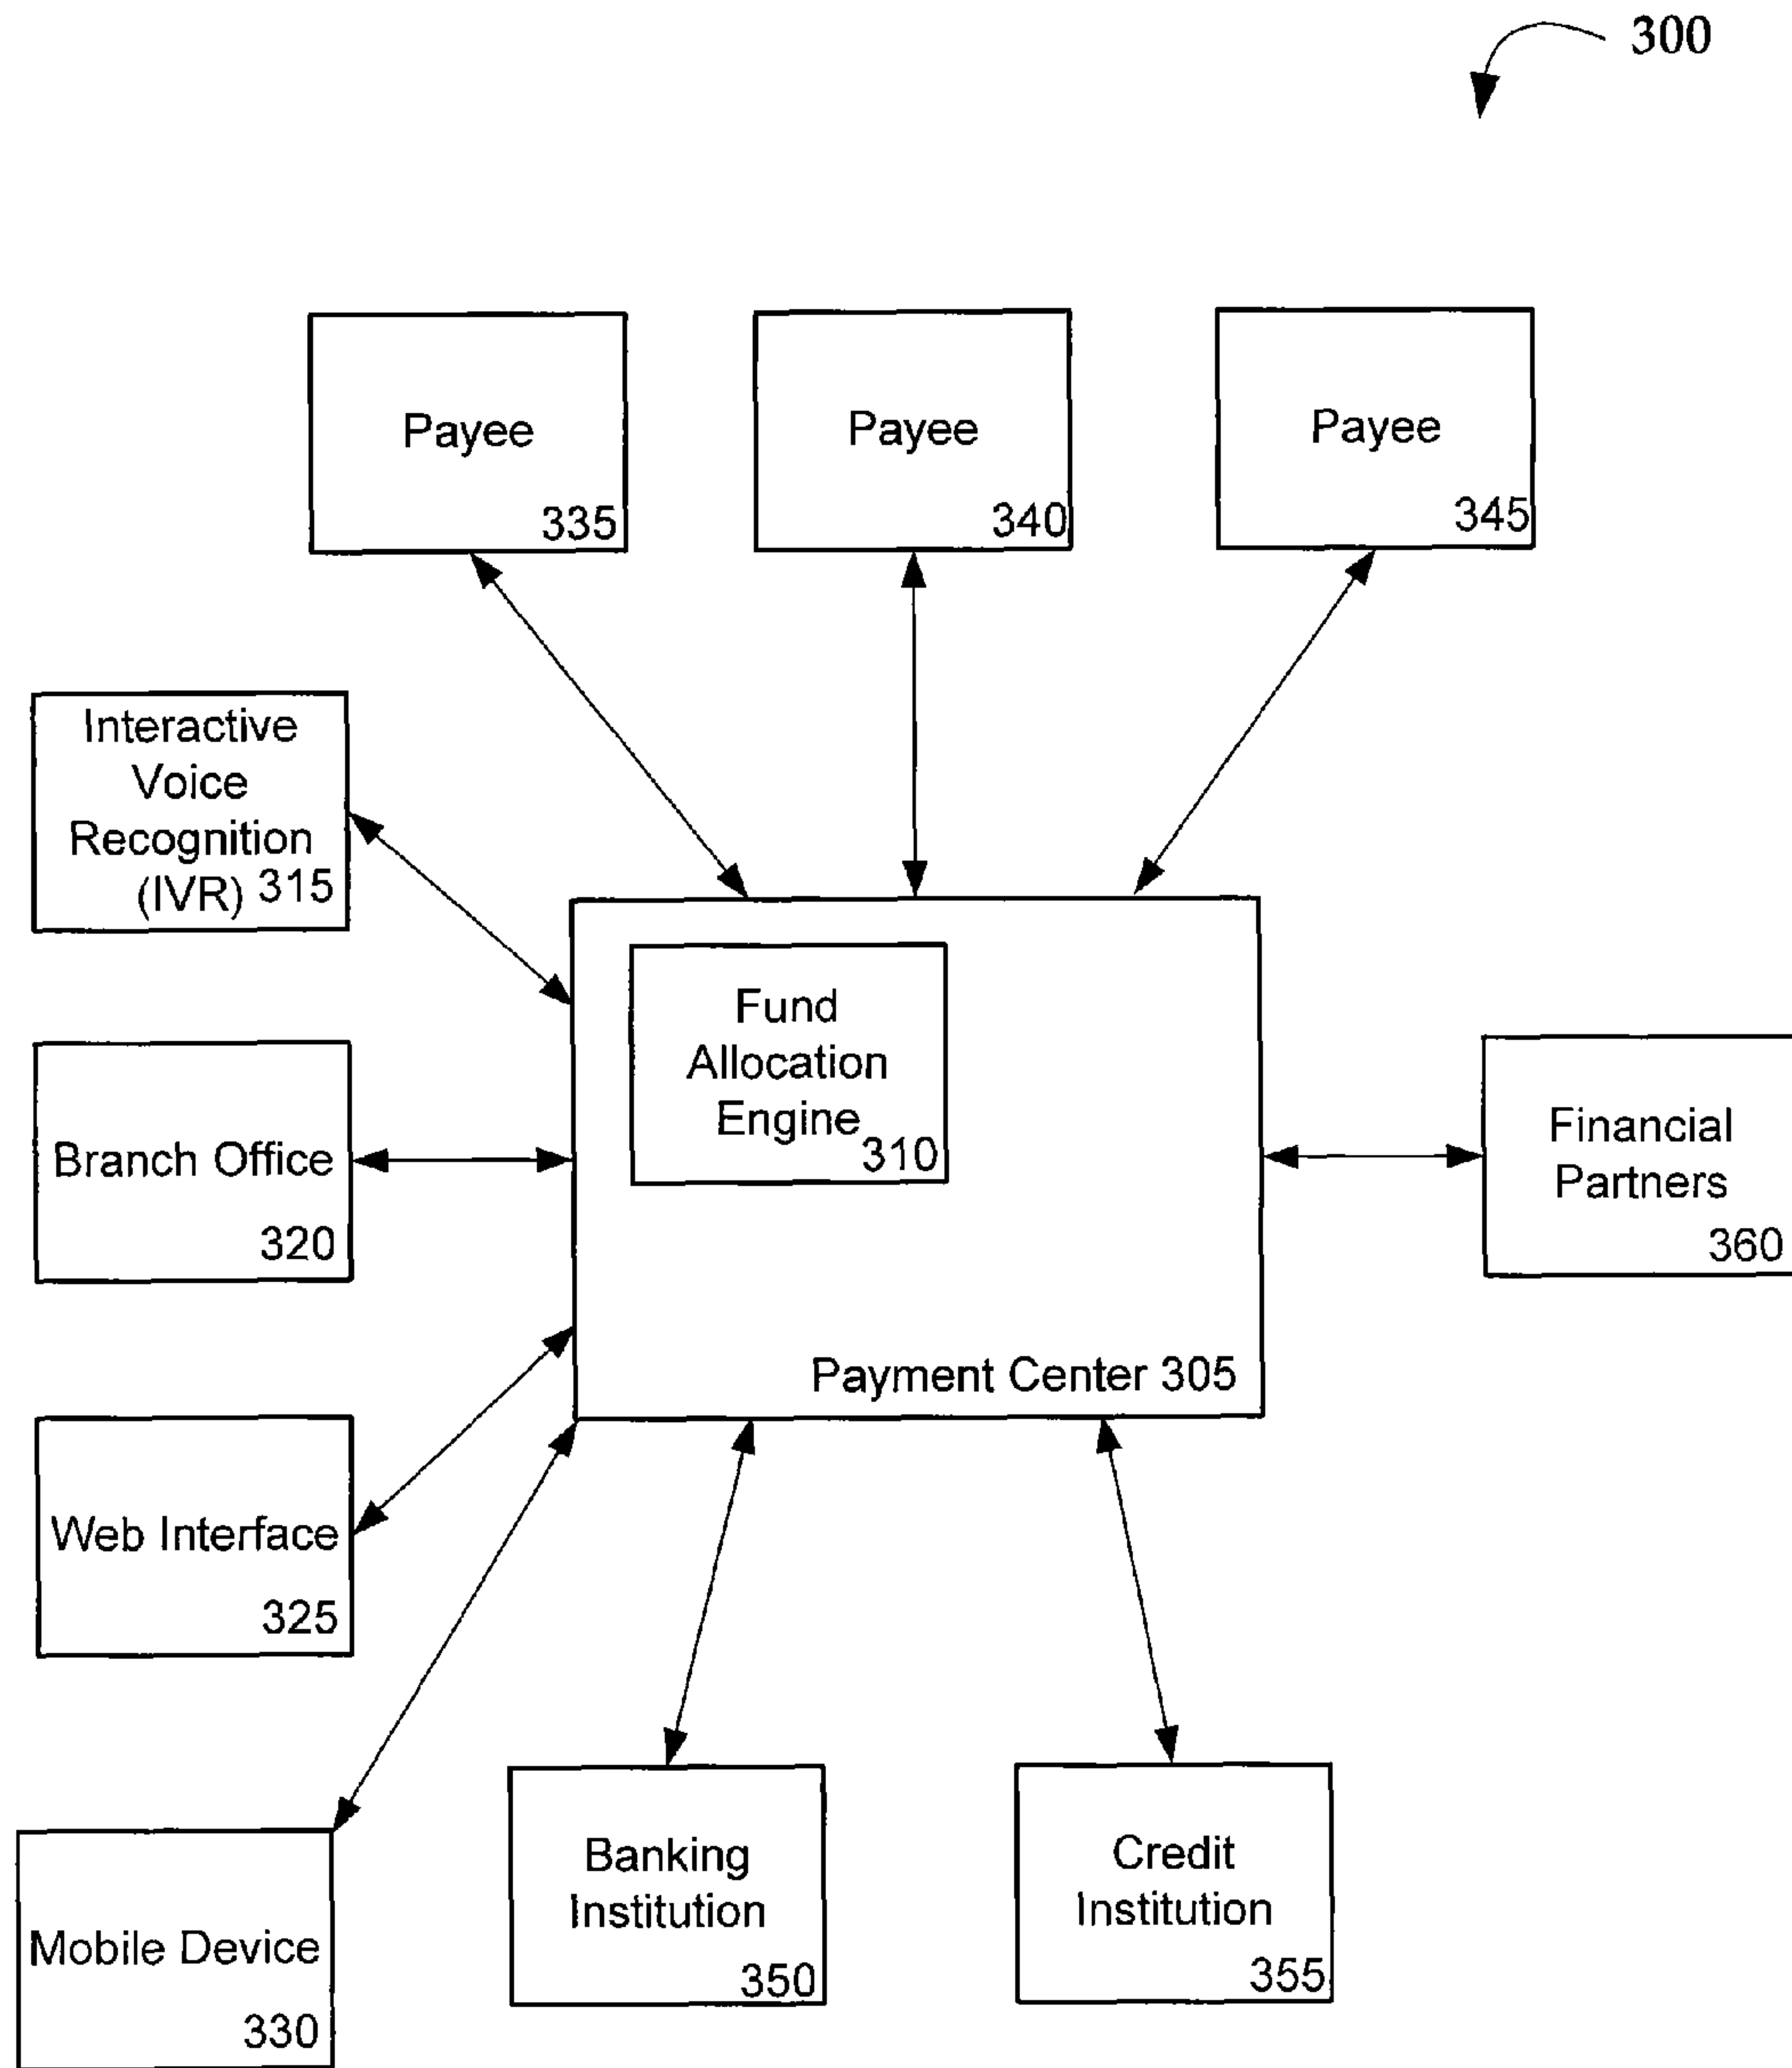 300
Payee
335
Payee
340
Payee
345
Interactive
Voice
Recognition
(IVR) 315
Fund
Allocation
Engine
310
Branch Office
320
Financial
Partners
360
Payment Center 305
Web Interface
325
Banking
Institution
350
Credit
Institution
355
Mobile Device
330